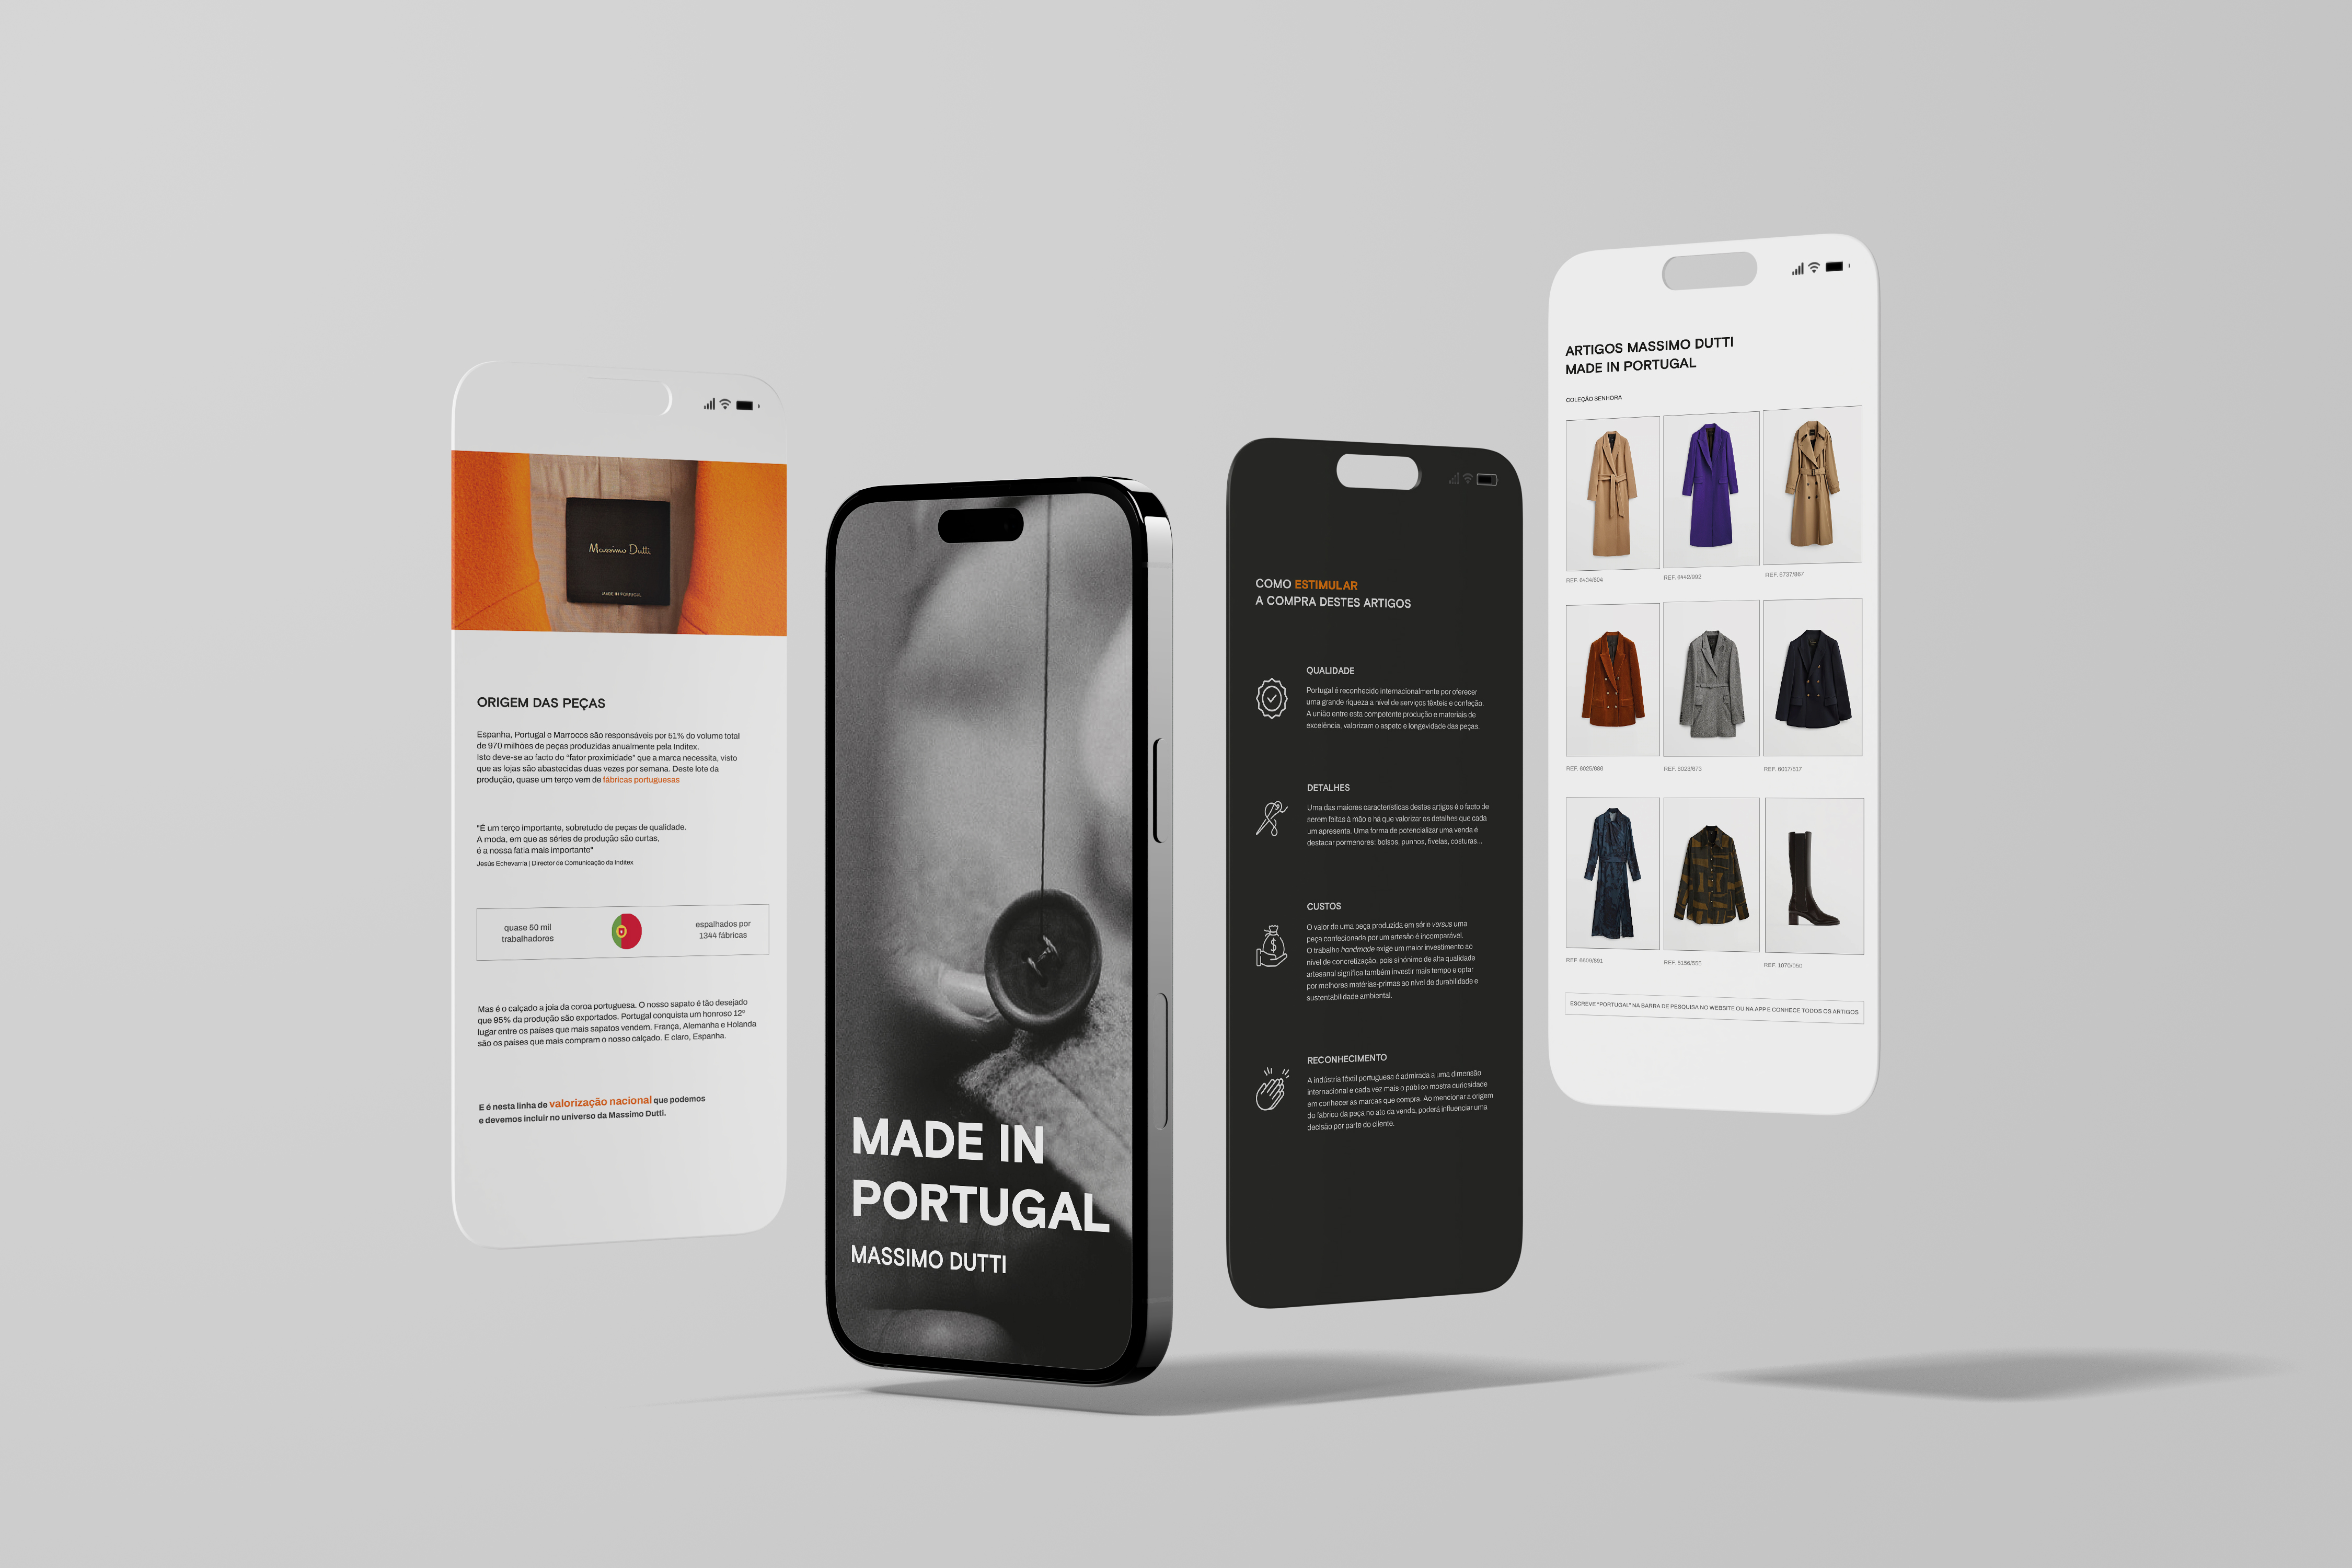 Massimo Dutti
MADE IN PORTUGAL
ORIGEM DAS PEÇAS
Espanha, Portugal e Marrocos são responsáveis por 51% do volume total
de 970 milhões de peças produzidas anualmente pela Inditex.
Isto deve-se ao facto do "fator proximidade" que a marca necessita, visto
que as lojas são abastecidas duas vezes por semana. Deste lote da
produção, quase um terço vem de fábricas portuguesas
"É um terço importante, sobretudo de peças de qualidade.
A moda, em que as séries de produção são curtas,
é a nossa fatia mais importante"
Jesús Echevarria | Director de Comunicação da Inditex
quase 50 mil
trabalhadores
espalhados por
1344 fábricas
Mas é o calçado a joia da coroa portuguesa. O nosso sapato é tão desejado
que 95% da produção são exportados. Portugal conquista um honroso 12º
lugar entre os países que mais sapatos vendem. França, Alemanha e Holanda
são os países que mais compram o nosso calçado. E claro, Espanha.
E é nesta linha de valorização nacional que podemos
e devemos incluir no universo da Massimo Dutti.
MADE IN
PORTUGAL
MASSIMO DUTTI
COMO ESTIMULAR
A COMPRA DESTES ARTIGOS
QUALIDADE
Portugal é reconhecido internacionalmente por oferecer
uma grande riqueza a nível de serviços têxteis e confeção.
A união entre esta competente produção e materiais de
excelência, valorizam o aspeto e longevidade das peças.
DETALHES
Uma das maiores características destes artigos é o facto de
serem feitas à mão e há que valorizar os detalhes que cada
um apresenta. Uma forma de potencializar uma venda é
destacar pormenores: bolsos, punhos, fivelas, costuras...
CUSTOS
O valor de uma peça produzida em série versus uma
peça confecionada por um artesão é incomparável.
O trabalho handmade exige um maior investimento ao
nível de concretização, pois sinónimo de alta qualidade
artesanal significa também investir mais tempo e optar
por melhores matérias-primas ao nível de durabilidade e
sustentabilidade ambiental.
RECONHECIMENTO
A indústria têxtil portuguesa é admirada a uma dimensão
internacional e cada vez mais o público mostra curiosidade
em conhecer as marcas que compra. Ao mencionar a origem
do fabrico da peça no ato da venda, poderá influenciar uma
decisão por parte do cliente.
ARTIGOS MASSIMO DUTTI
MADE IN PORTUGAL
COLEÇÃO SENHORA
REF. 6434/604
REF. 6442/992
REF. 6737/867
REF. 6025/666
REF. 6023/673
REF. 6017/517
REF. 6609/691
REF. 5156/555
REF. 1070/050
ESCREVE "PORTUGAL" NA BARRA DE PESQUISA NO WEBSITE OU NA APP E CONHECE TODOS OS ARTIGOS